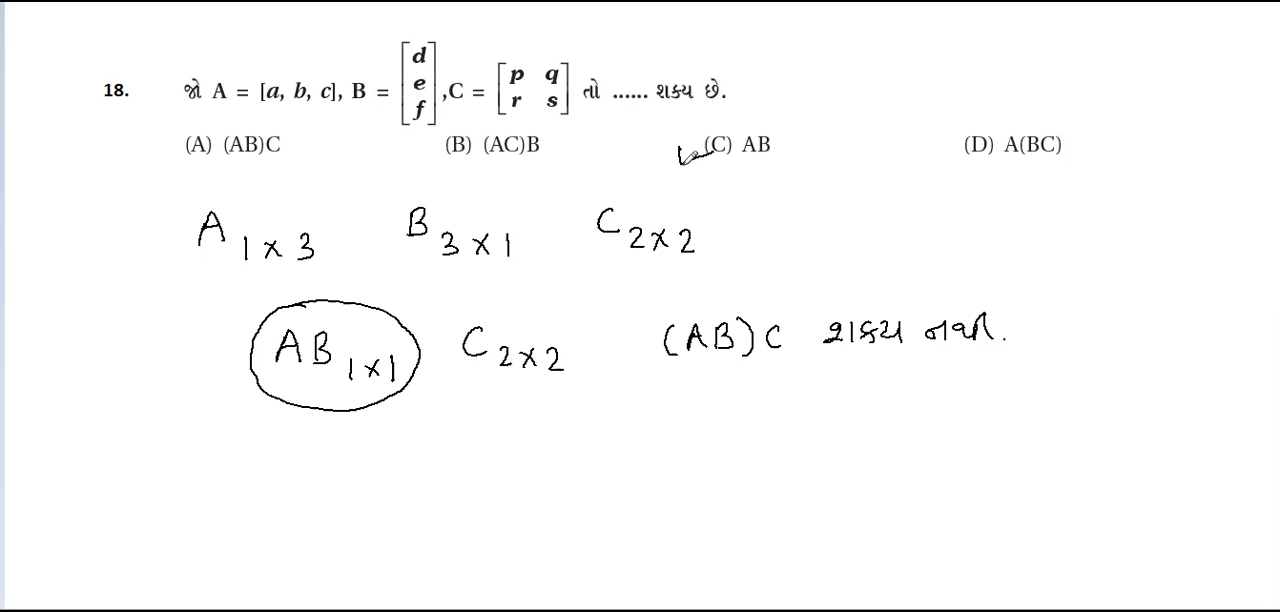 18. જો A = [a, b, c], B = [d e f], C = [p q r s] તો ...... શક્ય છે.
(A) (AB)C (B) (AC)B (C) AB (D) A(BC)
A 1 × 3 B 3 × 1 C 2 × 2
AB 1 × 1 C 2 × 2 (AB)C શક્ય નથી.